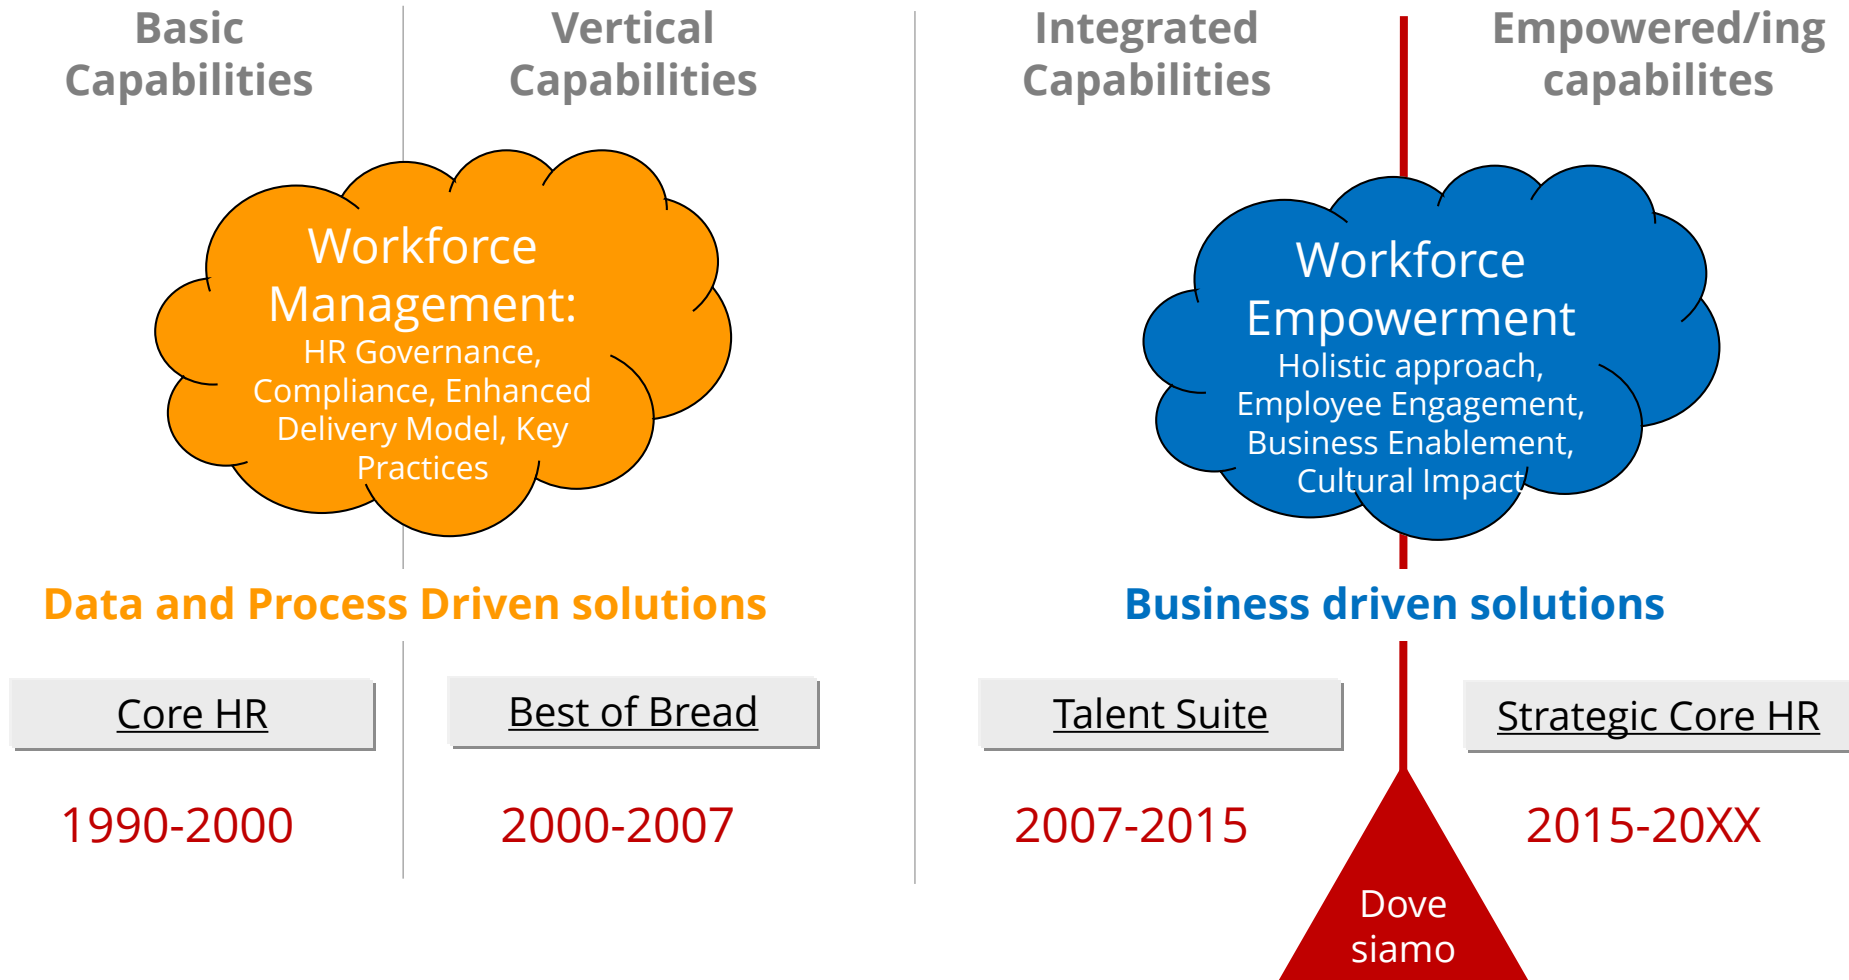 Basic
Capabilities
Vertical
Capabilities
Integrated
Capabilities
Empowered/ing
capabilites
Workforce
Management:
HR Governance,
Compliance, Enhanced
Delivery Model, Key
Practices
Workforce
Empowerment
Holistic approach,
Employee Engagement,
Business Enablement,
Cultural Impact
Data and Process Driven solutions
Business driven solutions
Core HR
Best of Bread
Talent Suite
Strategic Core HR
1990-2000
2000-2007
2007-2015
2015-20XX
Dove
siamo